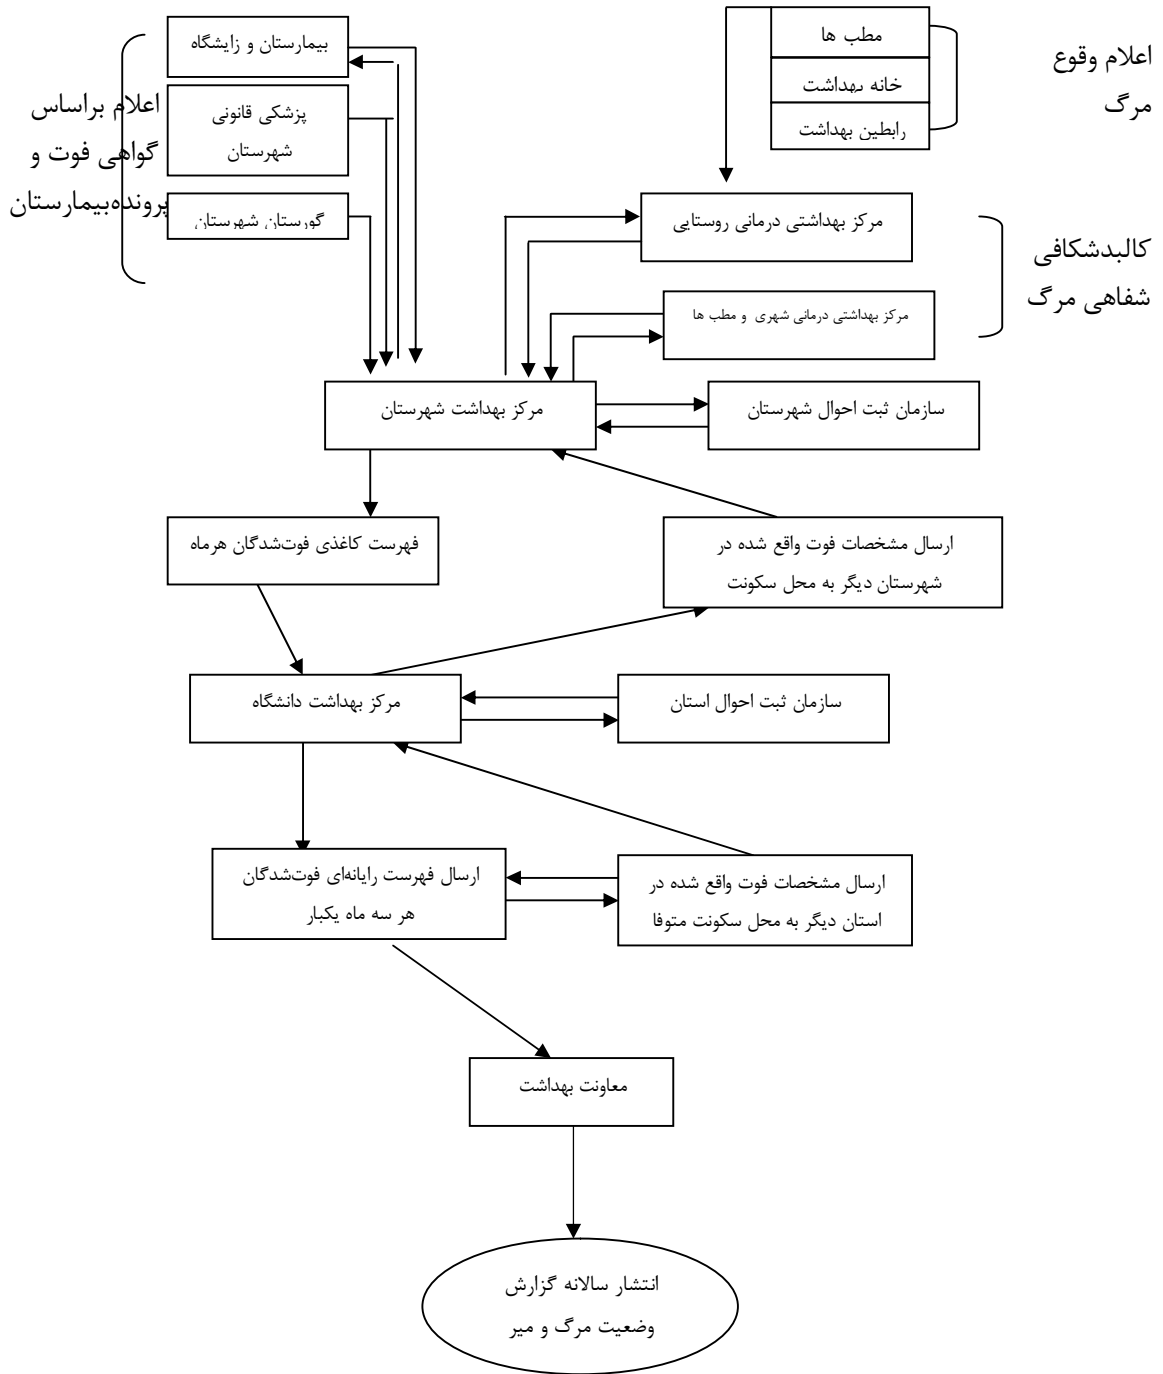 مطب ها
خانه بهداشت
رابطین بهداشت
اعلام وقوع
مرگ
بیمارستان و زایشگاه
پزشکی قانونی
شهرستان
گورستان شهرستان
اعلام براساس
گواهی فوت و
پرونده‌بیمارستان
مرکز بهداشتی درمانی روستایی
مرکز بهداشتی درمانی شهری و مطب ها
کالبدشکافی
شفاهی مرگ
مرکز بهداشت شهرستان
سازمان ثبت احوال شهرستان
فهرست کاغذی فوت‌شدگان هرماه
ارسال مشخصات فوت واقع شده در
شهرستان دیگر به محل سکونت
مرکز بهداشت دانشگاه
سازمان ثبت احوال استان
ارسال فهرست رایانه‌ای فوت‌شدگان
هر سه ماه یکبار
ارسال مشخصات فوت واقع شده در
استان دیگر به محل سکونت متوفا
معاونت بهداشت
انتشار سالانه گزارش
وضعیت مرگ و میر